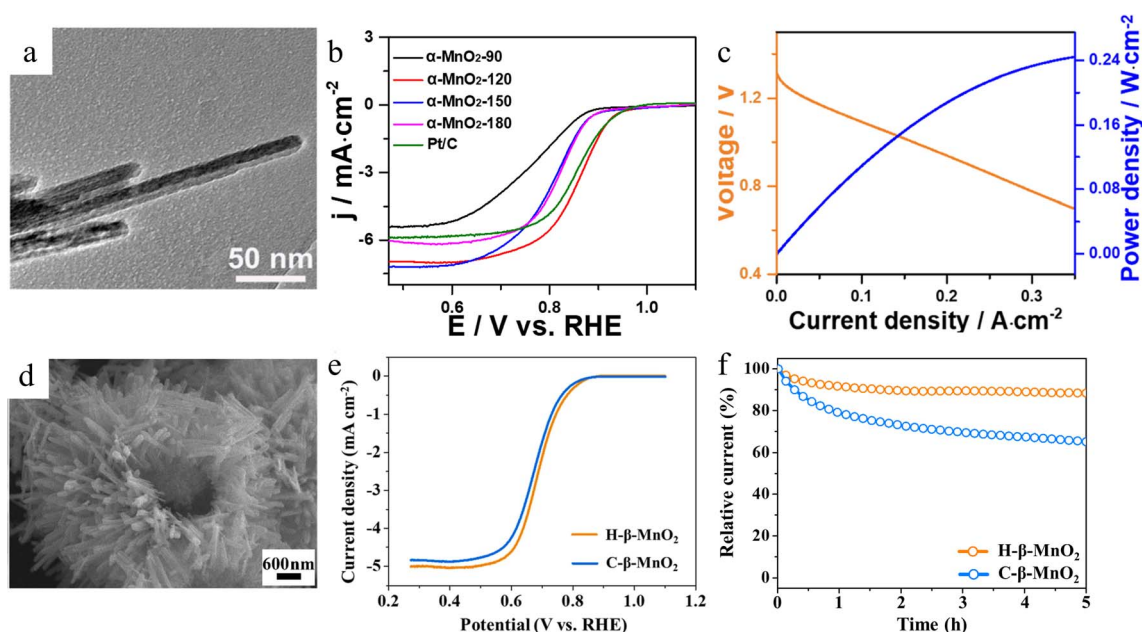 a
50 nm
b
3
0
-3
-6
α-MnO₂-90
α-MnO₂-120
α-MnO₂-150
α-MnO₂-180
Pt/C
j / mA·cm⁻²
0.6 0.8 1.0
E / V vs. RHE
c
1.2
0.8
0.4
voltage / V
0.24
0.16
0.08
0.00
Power density / W·cm⁻²
0.0 0.1 0.2 0.3
Current density / A·cm⁻²
d
600nm
e
0
-1
-2
-3
-4
-5
Current density (mA cm⁻²)
H-β-MnO₂
C-β-MnO₂
0.2 0.4 0.6 0.8 1.0 1.2
Potential (V vs. RHE)
f
100
80
60
40
20
0
Relative current (%)
H-β-MnO₂
C-β-MnO₂
0 1 2 3 4 5
Time (h)